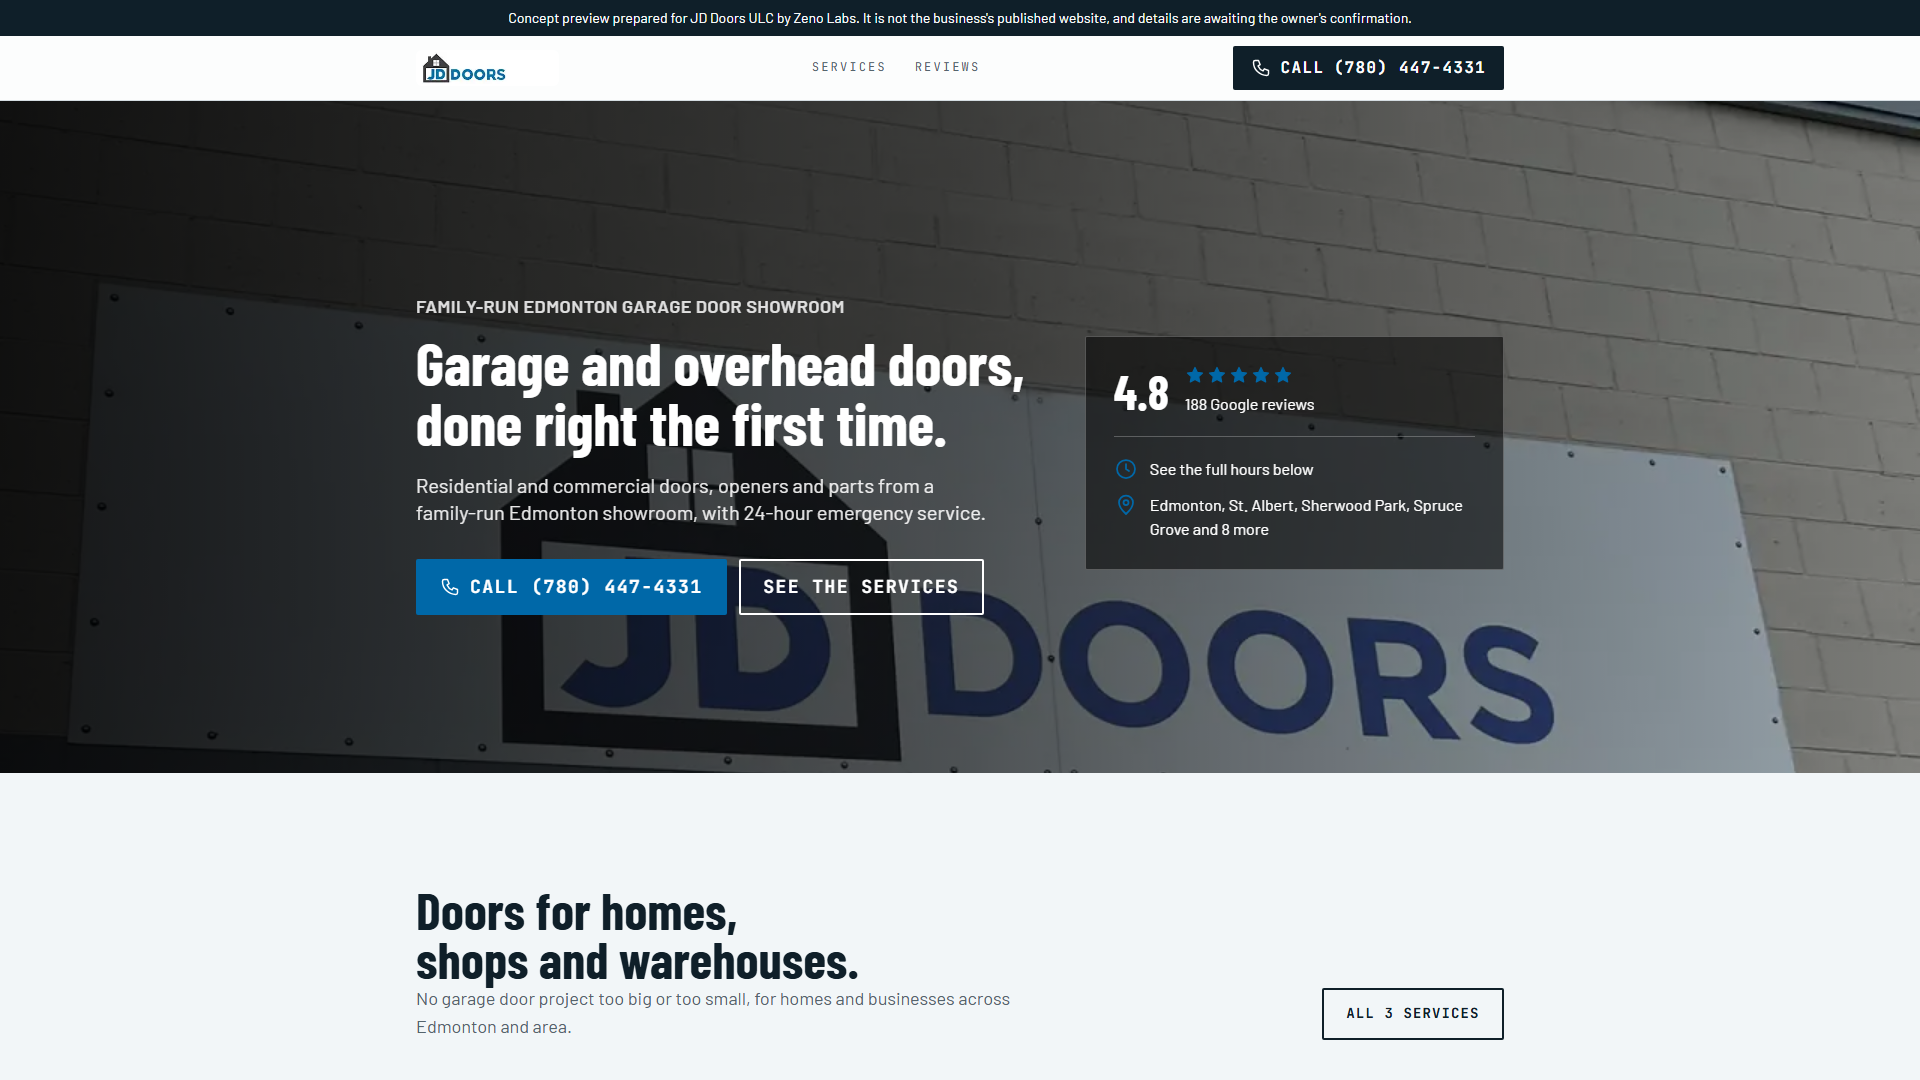 Concept preview prepared for JD Doors ULC by Zeno Labs. It is not the business's published website, and details are awaiting the owner's confirmation.
JD DOORS
SERVICES
REVIEWS
CALL (780) 447-4331
FAMILY-RUN EDMONTON GARAGE DOOR SHOWROOM
Garage and overhead doors,
done right the first time.
Residential and commercial doors, openers and parts from a
family-run Edmonton showroom, with 24-hour emergency service.
CALL (780) 447-4331
SEE THE SERVICES
4.8
188 Google reviews
See the full hours below
Edmonton, St. Albert, Sherwood Park, Spruce
Grove and 8 more
JD DOORS
Doors for homes,
shops and warehouses.
No garage door project too big or too small, for homes and businesses across
Edmonton and area.
ALL 3 SERVICES